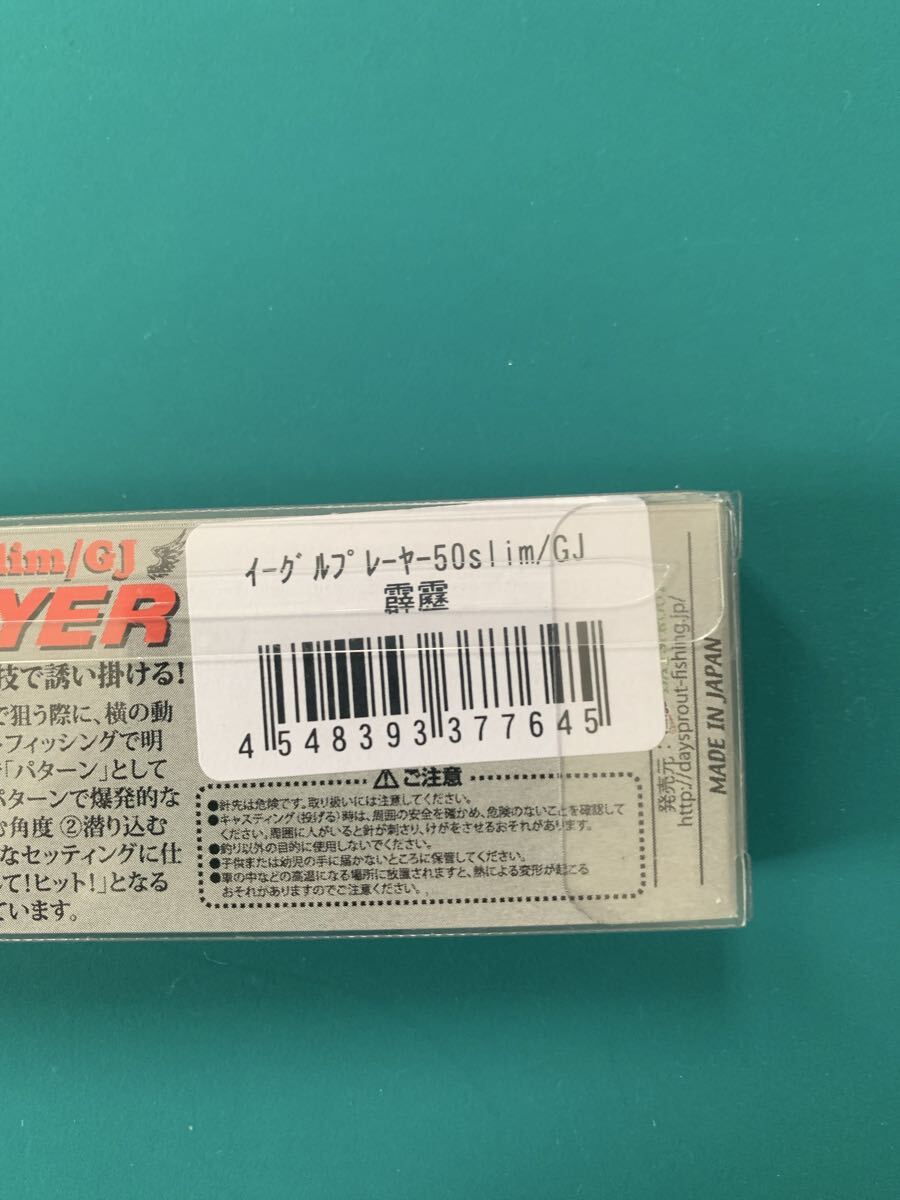 slim/GJ
YER
技で誘い掛ける!
で狙う際に、横の動
フィッシングで明
「パターン」として
パターンで爆発的な
む角度 ②潜り込む
なセッティングに仕
て!ヒット!」となる
ています。
ｲｰｸﾞﾙﾌﾟﾚｰﾔｰ50slim/GJ
霹靂
4 548393 377645
⚠ご注意
●針先は危険です。取り扱いには注意してください。
●キャスティング(投げる)時は、周囲の安全を確かめ、危険のないことを確認して
ください。周囲に人がいると針が刺さり、けがをさせるおそれがあります。
●釣り以外の目的に使用しないでください。
●子供または幼児の手に届かないところに保管してください。
●車の中などの高温になる場所に放置されますと、熱による変形が起こる
おそれがありますのでご注意ください。
発売元:
http://daysprout-fishing.jp/
MADE IN JAPAN